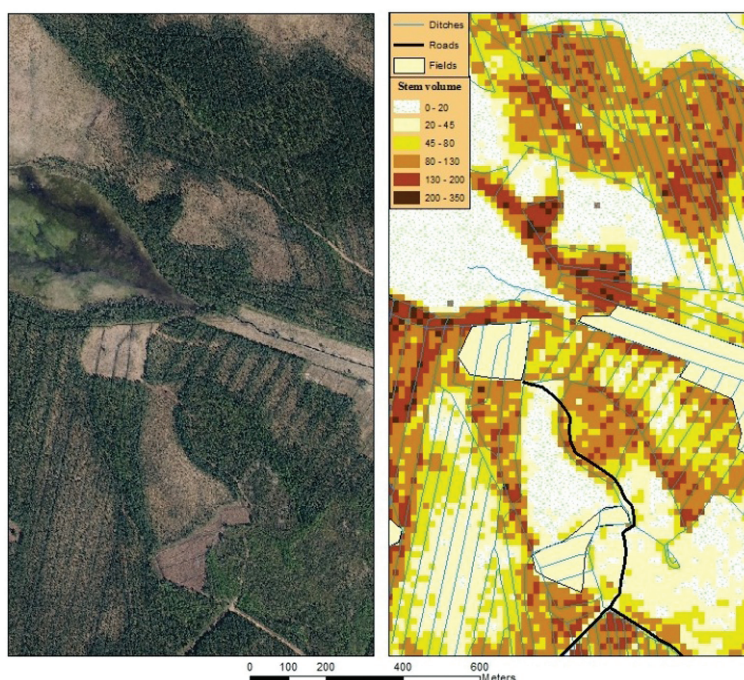 Ditches
Roads
Fields
Stem volume
0 - 20
20 - 45
45 - 80
80 - 130
130 - 200
200 - 350
0 100 200 400 600
Meters